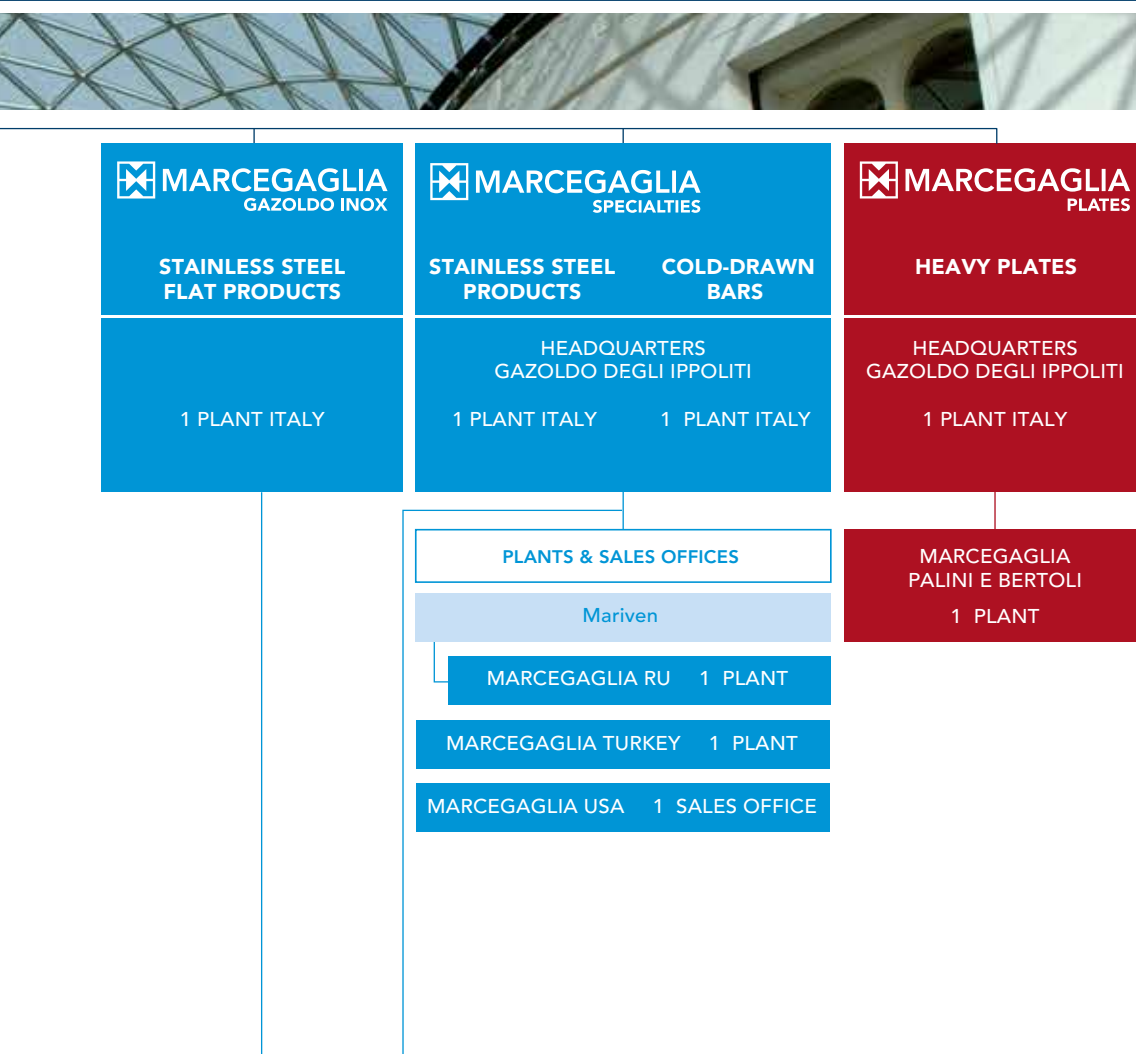 MARCEGAGLIA
GAZOLDO INOX
STAINLESS STEEL
FLAT PRODUCTS
1 PLANT ITALY
MARCEGAGLIA
SPECIALTIES
STAINLESS STEEL
PRODUCTS
COLD-DRAWN
BARS
HEADQUARTERS
GAZOLDO DEGLI IPPOLITI
1 PLANT ITALY
1 PLANT ITALY
PLANTS & SALES OFFICES
Mariven
MARCEGAGLIA RU 1 PLANT
MARCEGAGLIA TURKEY 1 PLANT
MARCEGAGLIA USA 1 SALES OFFICE
MARCEGAGLIA
PLATES
HEAVY PLATES
HEADQUARTERS
GAZOLDO DEGLI IPPOLITI
1 PLANT ITALY
MARCEGAGLIA
PALINI E BERTOLI
1 PLANT